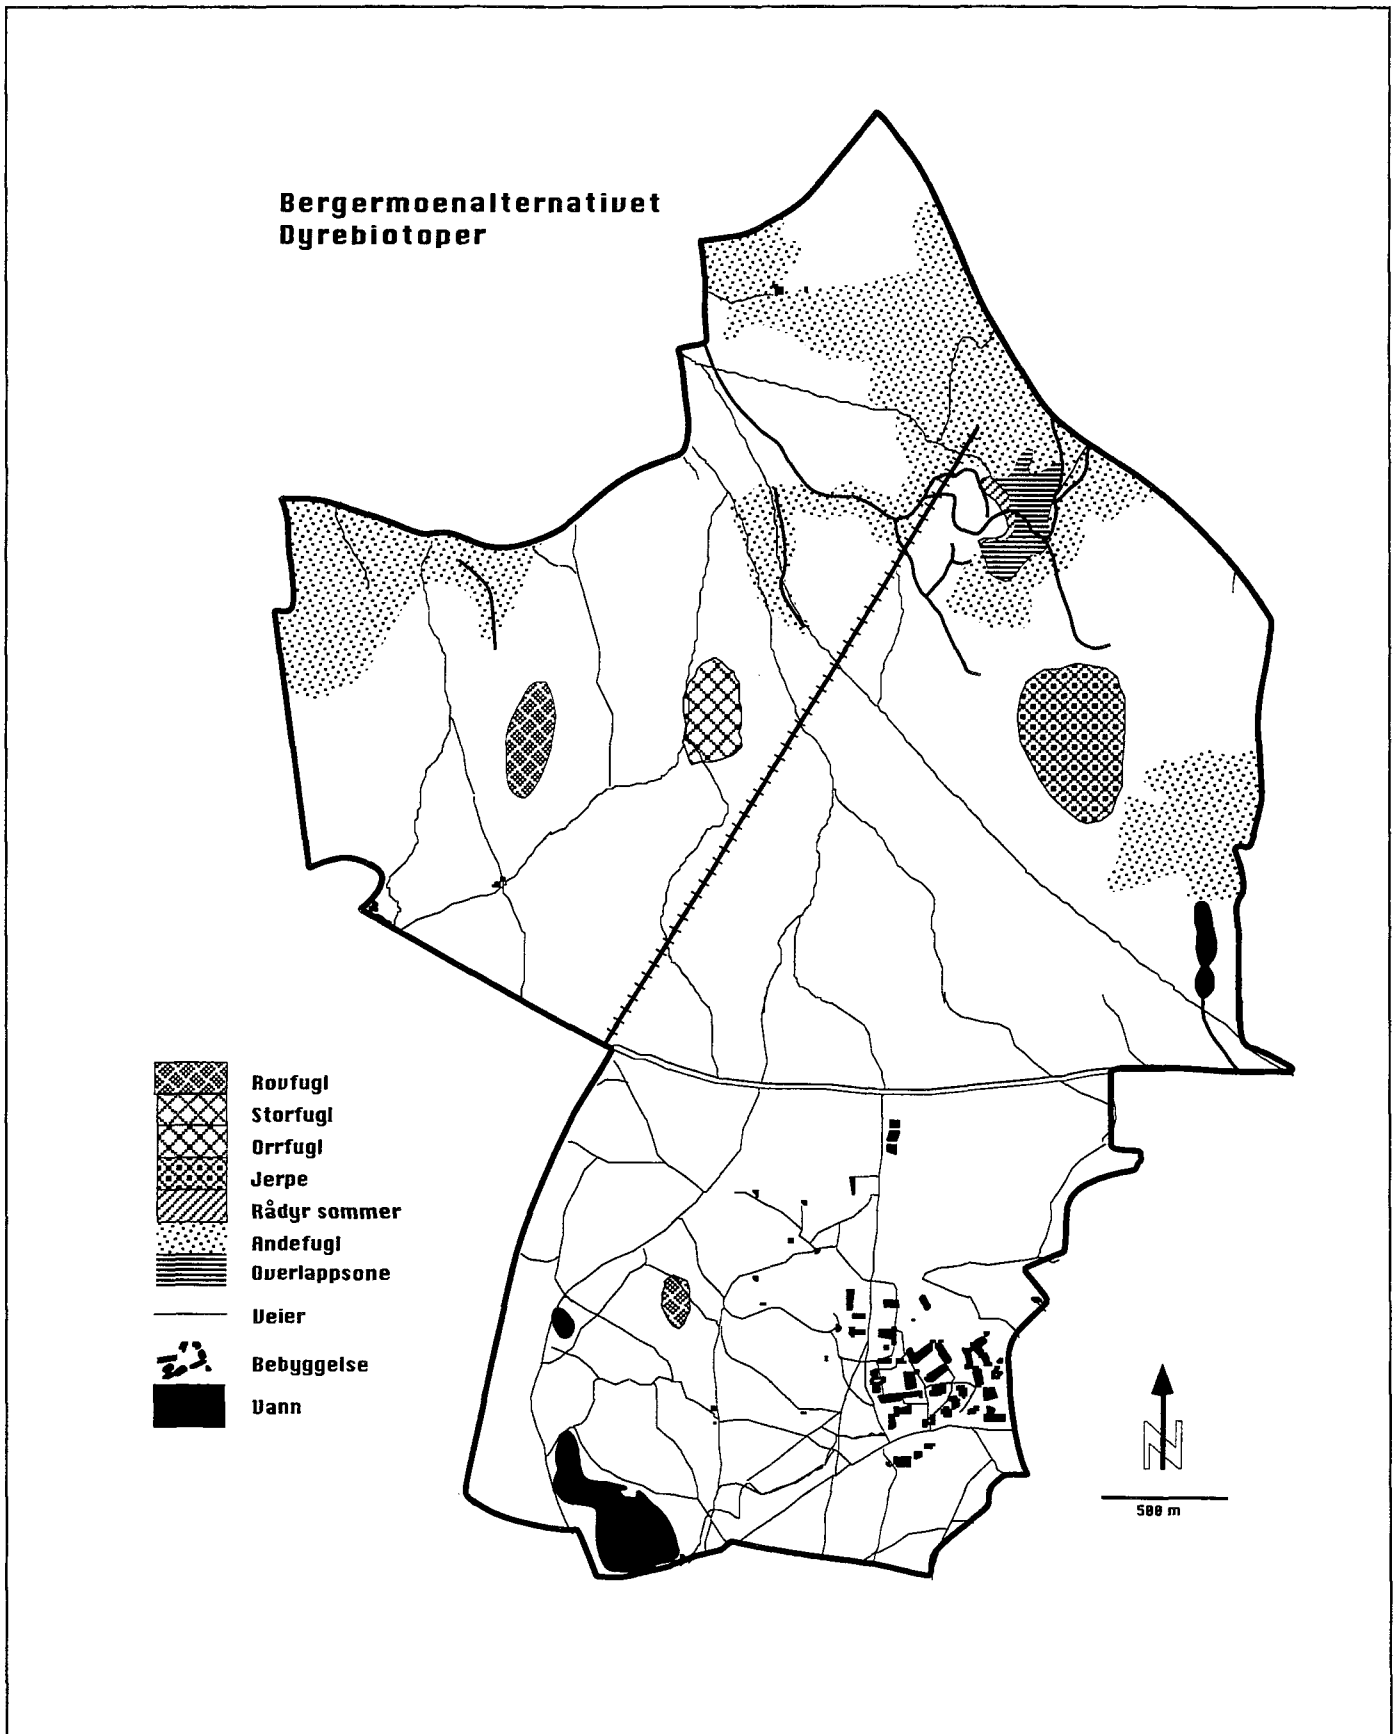 Bergermoenalternativet
Dyrebiotoper
Rovfugl
Storfugl
Orrfugl
Jerpe
Rådyr sommer
Andefugl
Overlappsone
Veier
Bebyggelse
Vann
N
500 m